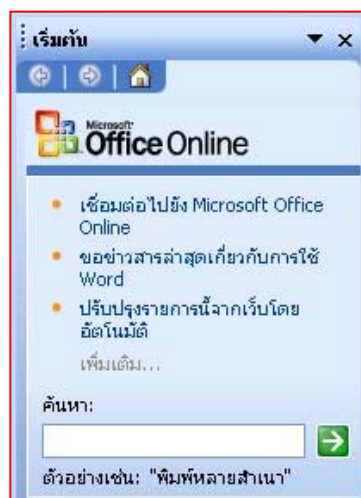 เริ่มต้น
Microsoft
Office Online
เชื่อมต่อไปยัง Microsoft Office
Online
ขอข่าวสารล่าสุดเกี่ยวกับการใช้
Word
ปรับปรุงรายการนี้จากเว็บโดย
อัตโนมัติ
เพิ่มเติม...
ค้นหา:
ตัวอย่างเช่น: "พิมพ์หลายสำเนา"